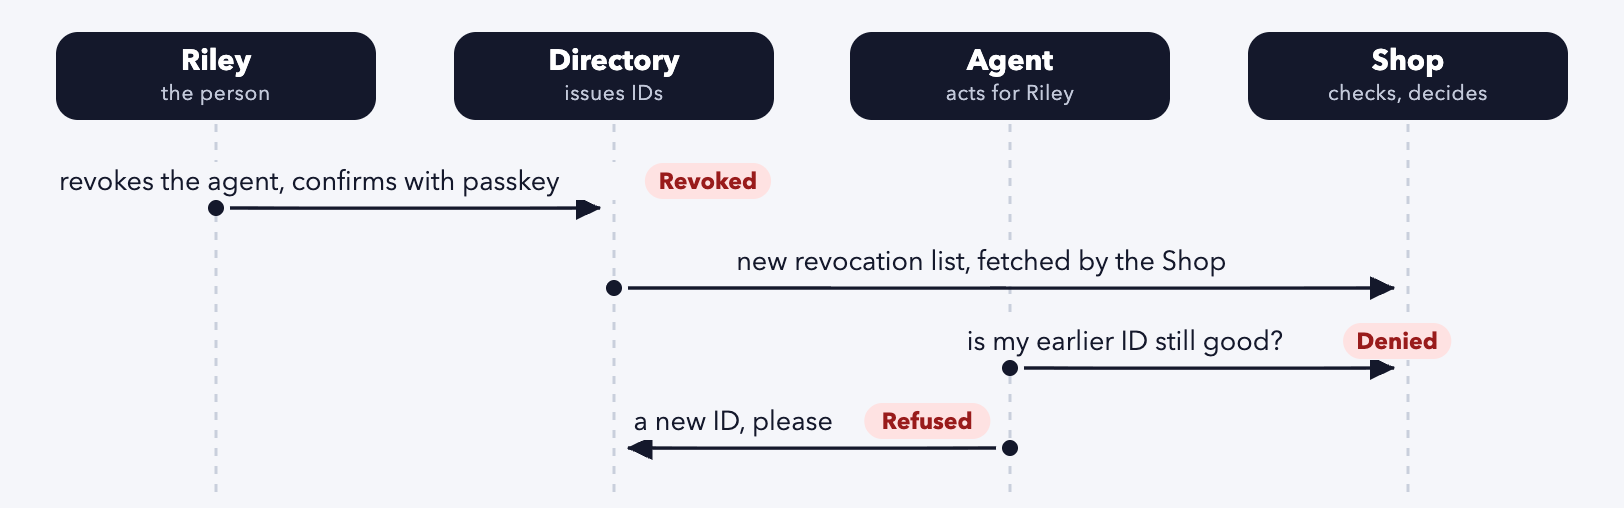 Riley
the person
Directory
issues IDs
Agent
acts for Riley
Shop
checks, decides
revokes the agent, confirms with passkey
Revoked
new revocation list, fetched by the Shop
is my earlier ID still good?
Denied
a new ID, please
Refused